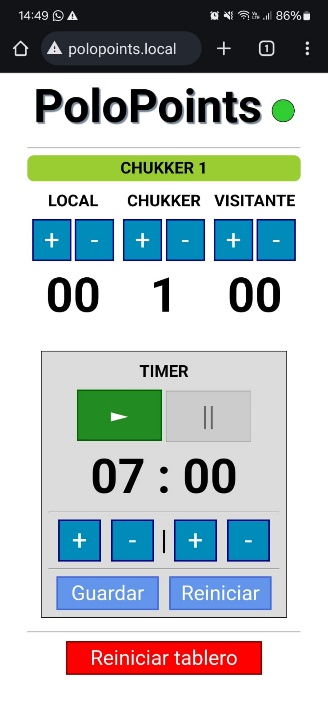 14:49 86%
polopoints.local 1
PoloPoints
CHUKKER 1
LOCAL CHUKKER VISITANTE
+ - + - + -
00 1 00
TIMER
► ||
07 : 00
+ - | + -
Guardar Reiniciar
Reiniciar tablero